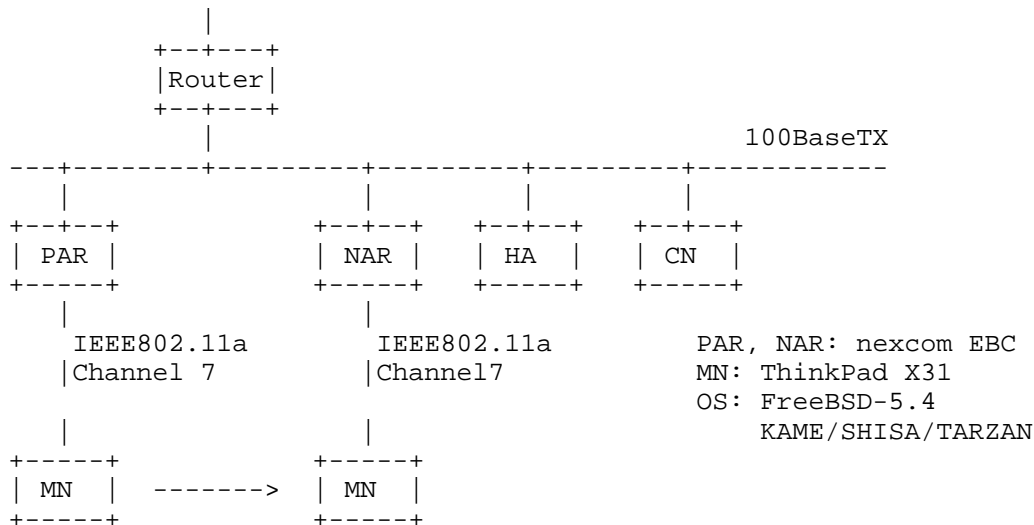 Router
100BaseTX
PAR NAR HA CN
IEEE802.11a IEEE802.11a PAR, NAR: nexcom EBC
Channel 7 Channel7 MN: ThinkPad X31
OS: FreeBSD-5.4
KAME/SHISA/TARZAN
MN MN